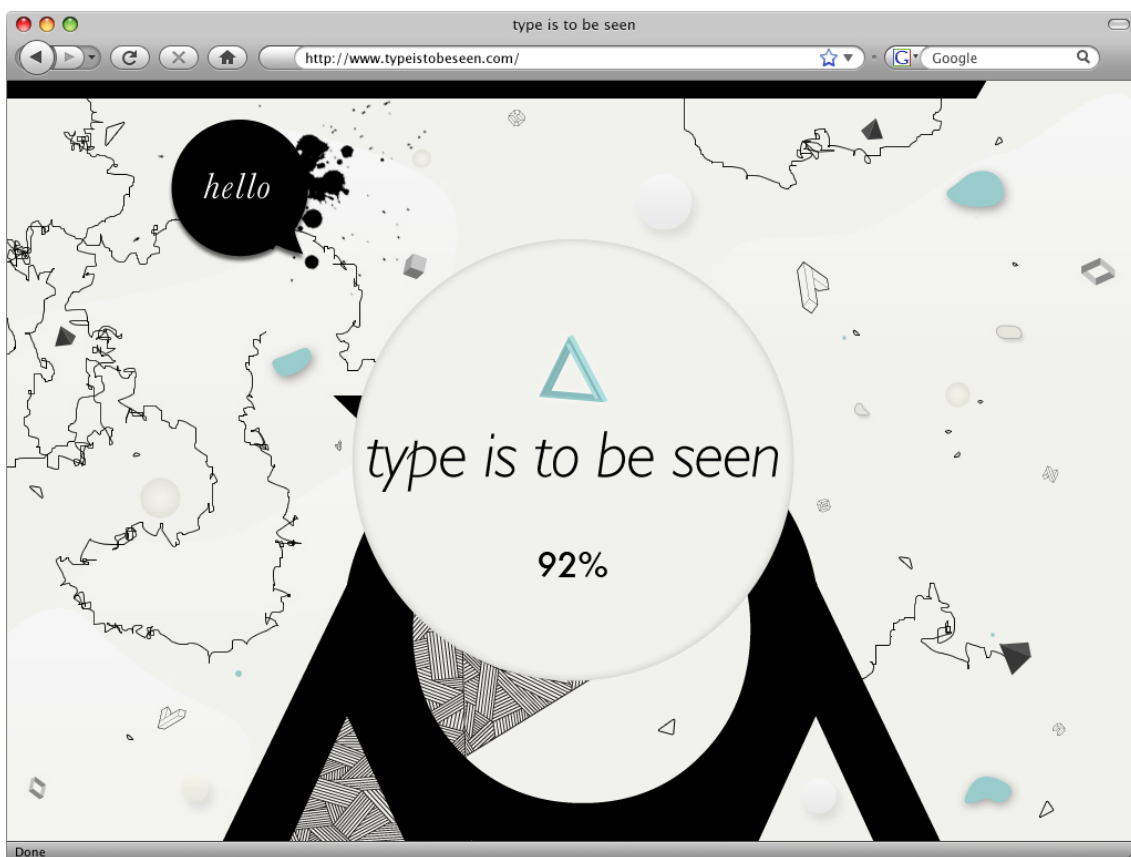 type is to be seen
http://www.typeistobeseen.com/
G
Google
hello
type is to be seen
92%
Done